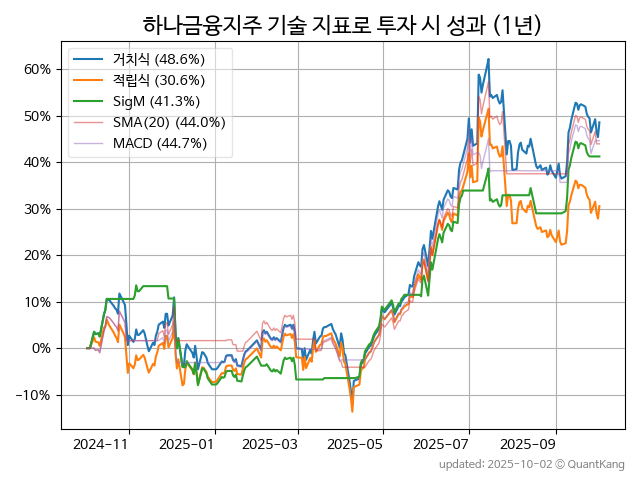 하나금융지주 기술 지표로 투자 시 성과 (1년)
거치식 (48.6%)
적립식 (30.6%)
SigM (41.3%)
SMA(20) (44.0%)
MACD (44.7%)
60%
50%
40%
30%
20%
10%
0%
−10%
2024-11 2025-01 2025-03 2025-05 2025-07 2025-09
updated: 2025-10-02 © QuantKang